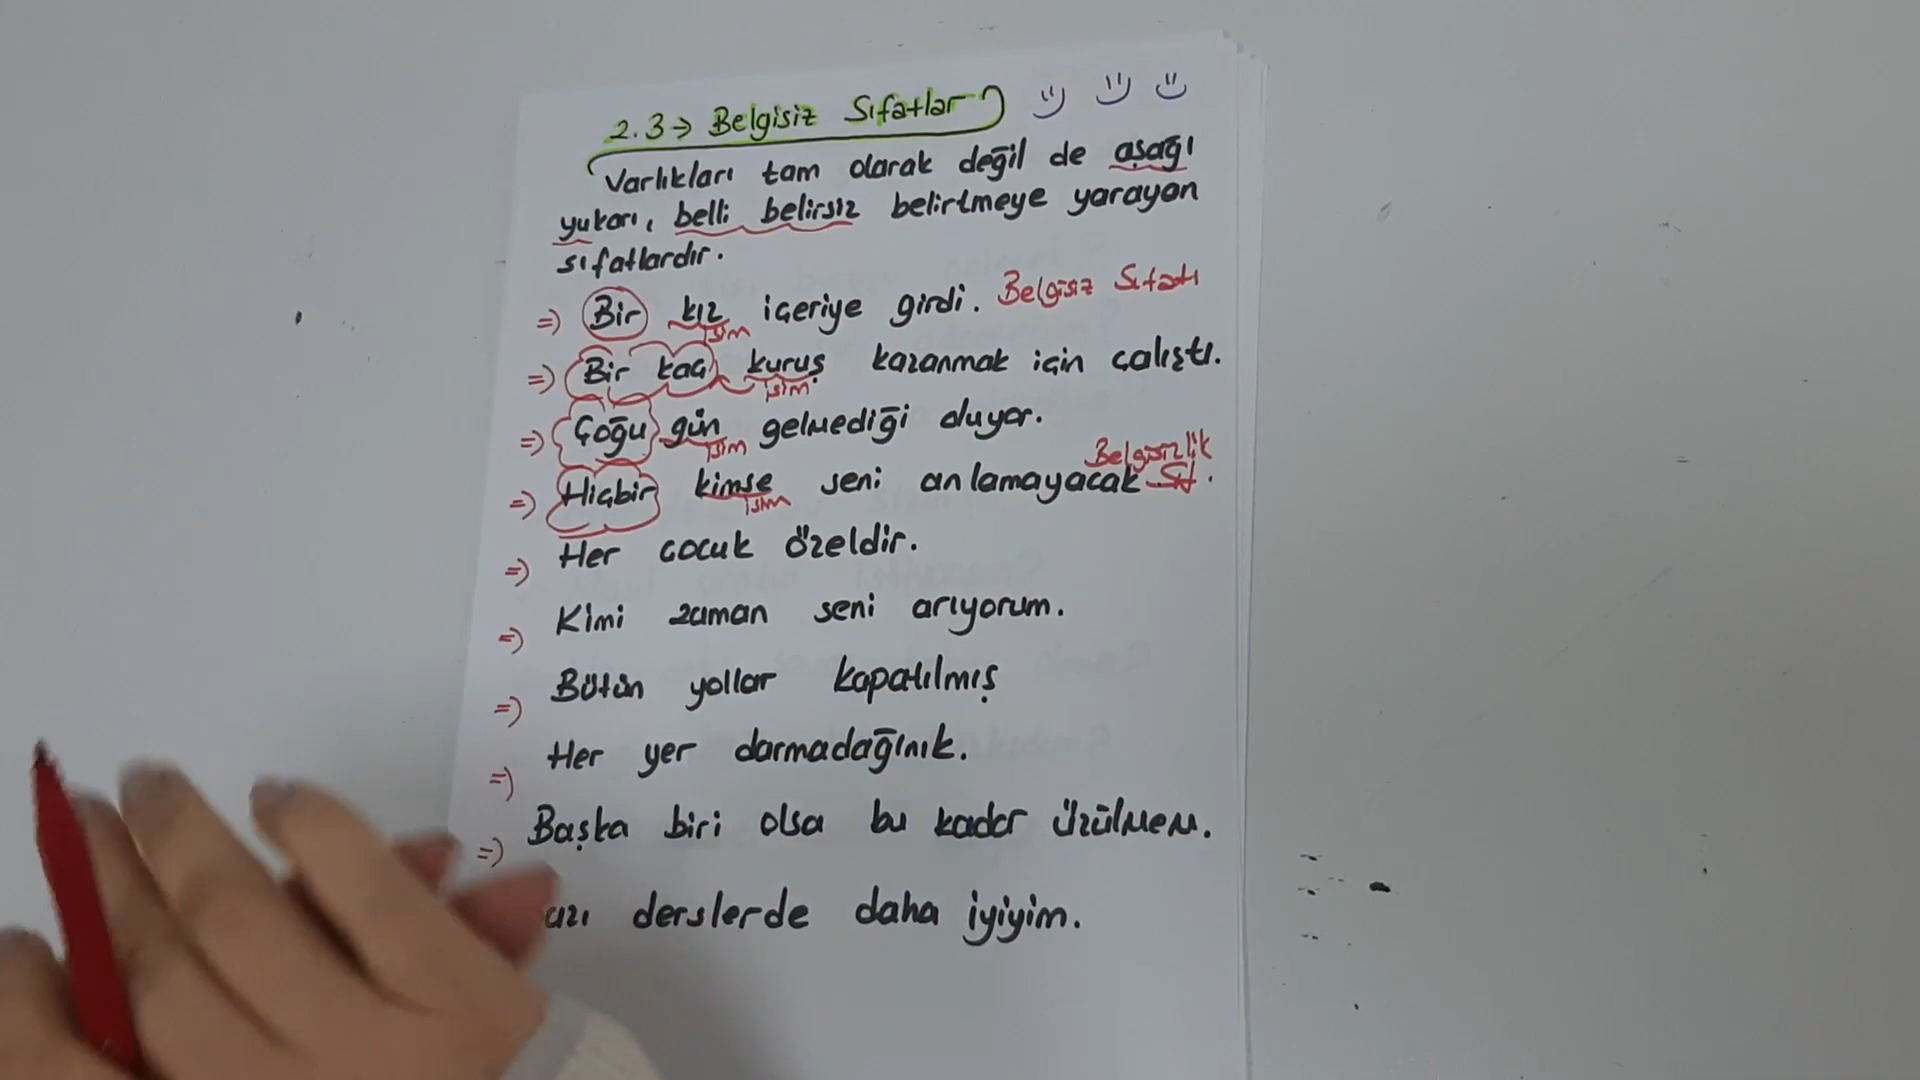 2.3→ Belgisiz Sıfatlar
Varlıkları tam olarak değil de aşağı
yukarı, belli belirsiz belirtmeye yarayan
sıfatlardır.
⇒ Bir kız içeriye girdi. Belgisiz Sıfatı
isim
⇒ Bir kaç kuruş kazanmak için çalıştı.
isim
⇒ Çoğu gün gelmediği oluyor.
isim
Belgisizlik
⇒ Hiçbir kimse seni anlamayacak Sıf.
isim
⇒ Her çocuk özeldir.
⇒ Kimi zaman seni arıyorum.
⇒ Bütün yollar kapatılmış
⇒ Her yer darmadağınık.
⇒ Başka biri olsa bu kadar üzülmem.
derslerde daha iyiyim.